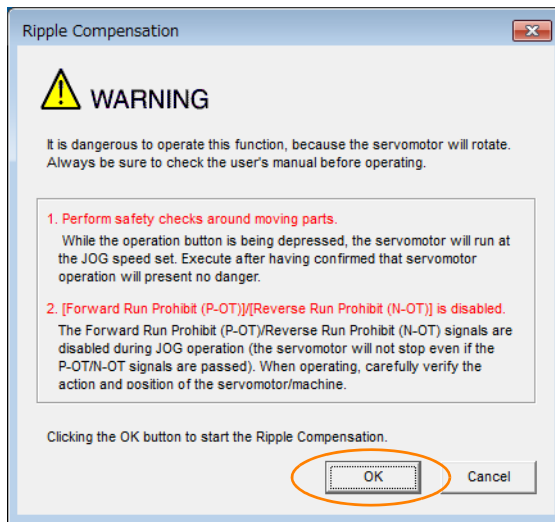 Ripple Compensation
WARNING
It is dangerous to operate this function, because the servomotor will rotate.
Always be sure to check the user's manual before operating.
1. Perform safety checks around moving parts.
While the operation button is being depressed, the servomotor will run at
the JOG speed set. Execute after having confirmed that servomotor
operation will present no danger.
2. [Forward Run Prohibit (P-OT)]/[Reverse Run Prohibit (N-OT)] is disabled.
The Forward Run Prohibit (P-OT)/Reverse Run Prohibit (N-OT) signals are
disabled during JOG operation (the servomotor will not stop even if the
P-OT/N-OT signals are passed). When operating, carefully verify the
action and position of the servomotor/machine.
Clicking the OK button to start the Ripple Compensation.
OK
Cancel